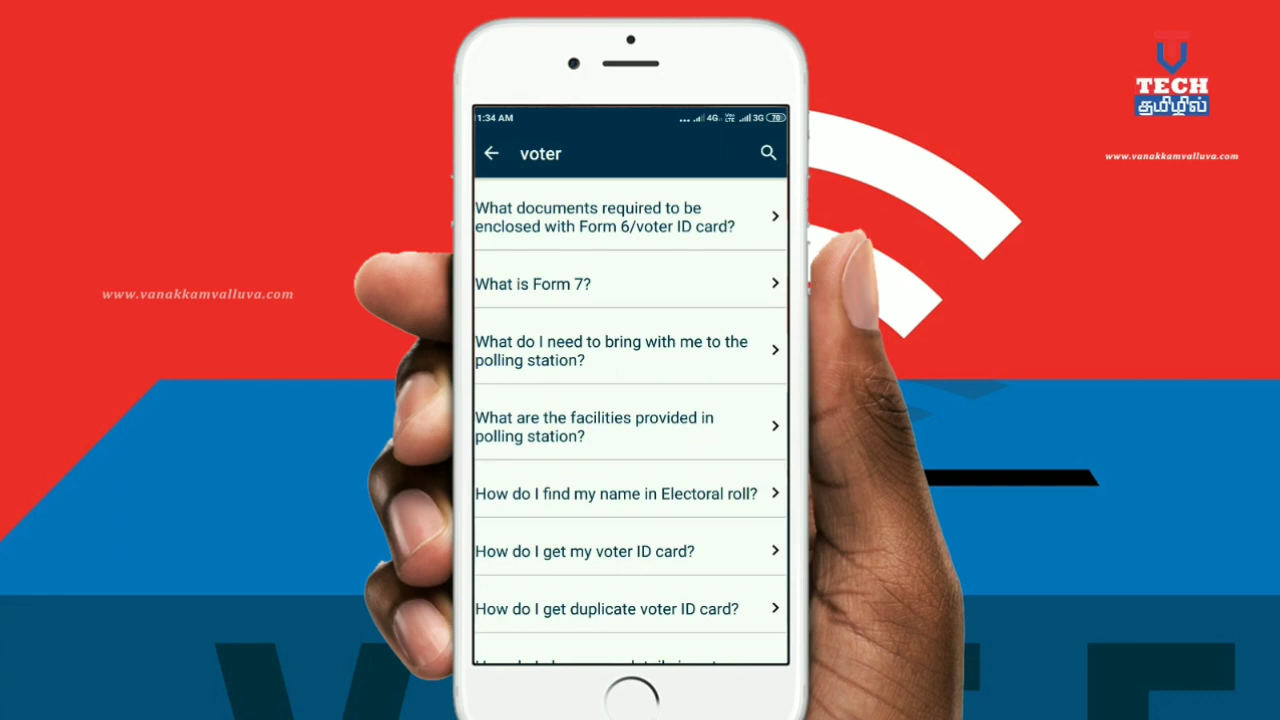 TECH
தமிழில்
www.vanakkamvalluva.com
www.vanakkamvalluva.com
1:34 AM
4G
VoLTE
3G
70
voter
What documents required to be
enclosed with Form 6/voter ID card?
What is Form 7?
What do I need to bring with me to the
polling station?
What are the facilities provided in
polling station?
How do I find my name in Electoral roll?
How do I get my voter ID card?
How do I get duplicate voter ID card?